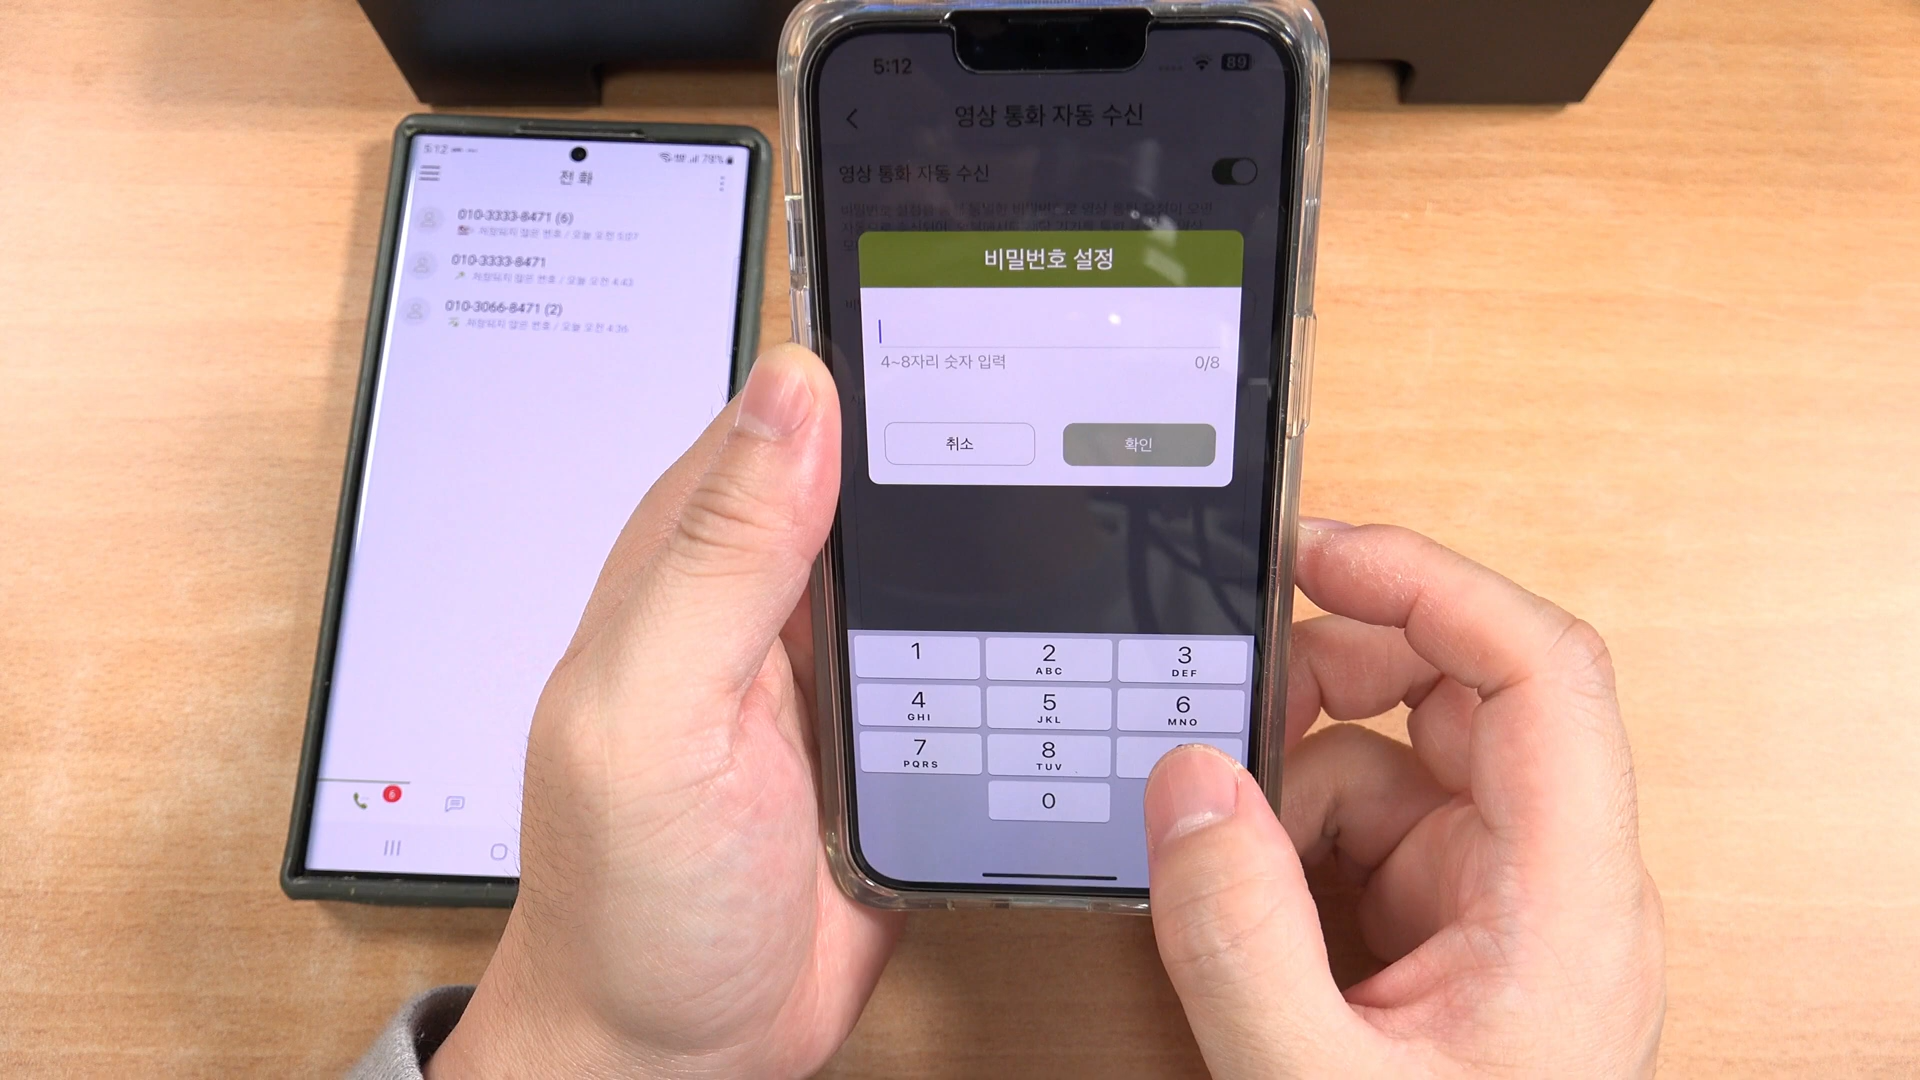 5:12
79%
전화
010-3333-8471 (6)
저장되지 않은 번호 / 오늘 오전 5:07
010-3333-8471
저장되지 않은 번호 / 오늘 오전 4:43
010-3066-8471 (2)
저장되지 않은 번호 / 오늘 오전 4:36
6
5:12
89
영상 통화 자동 수신
영상 통화 자동 수신
비밀번호 설정
4~8자리 숫자 입력 0/8
취소 확인
1 2 3
ABC DEF
4 5 6
GHI JKL MNO
7 8
PQRS TUV
0